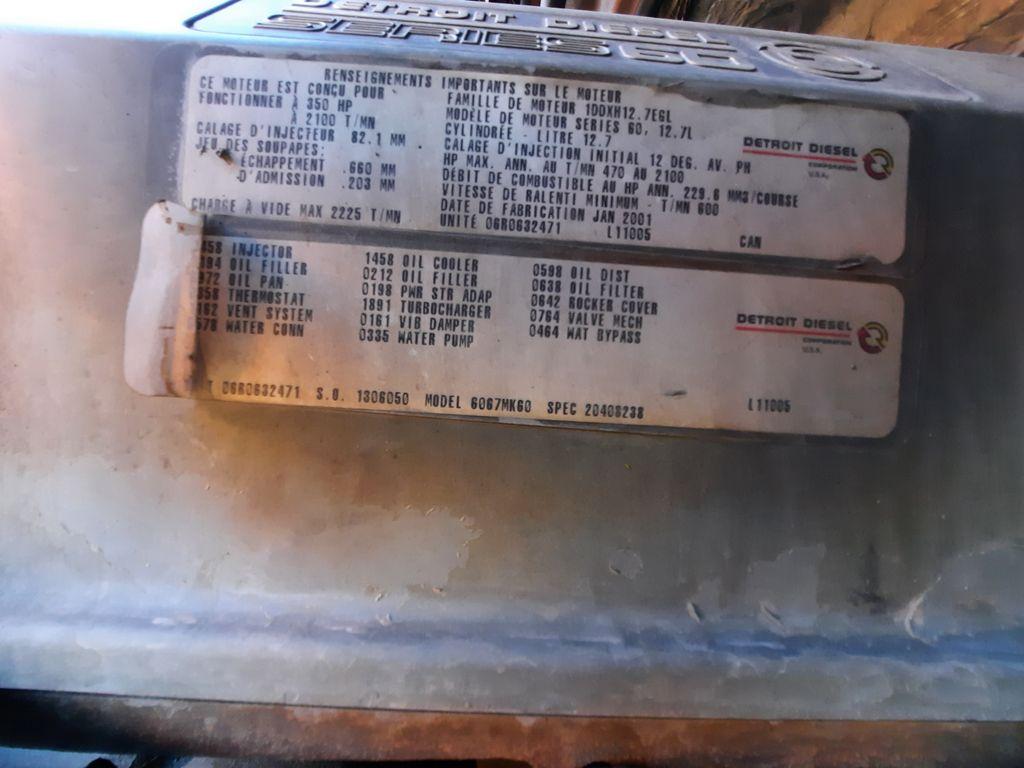 DETROIT DIESEL
SERIES 60
RENSEIGNEMENTS IMPORTANTS SUR LE MOTEUR
CE MOTEUR EST CONÇU POUR
FONCTIONNER À 350 HP
À 2100 T/MN
CALAGE D'INJECTEUR 82.1 MM
JEU DES SOUPAPES:
ÉCHAPPEMENT .660 MM
D'ADMISSION .203 MM
CHARGE À VIDE MAX 2225 T/MN
FAMILLE DE MOTEUR 1DDXH12.7EGL
MODÈLE DE MOTEUR SERIES 60, 12.7L
CYLINDRÉE - LITRE 12.7
CALAGE D'INJECTION INITIAL 12 DEG. AV. PH
HP MAX. ANN. AU T/MN 470 AU 2100
DÉBIT DE COMBUSTIBLE AU HP ANN. 229.6 MM3/COURSE
VITESSE DE RALENTI MINIMUM - T/MN 600
DATE DE FABRICATION JAN 2001
UNITÉ 06R0632471 L11005 CAN
DETROIT DIESEL
CORPORATION
U.S.A.
458 INJECTOR
OIL FILLER
972 OIL PAN
358 THERMOSTAT
162 VENT SYSTEM
578 WATER CONN
1458 OIL COOLER
0212 OIL FILLER
0198 PWR STR ADAP
1891 TURBOCHARGER
0161 VIB DAMPER
0335 WATER PUMP
0598 OIL DIST
0638 OIL FILTER
0642 ROCKER COVER
0764 VALVE MECH
0464 WAT BYPASS
DETROIT DIESEL
CORPORATION
U.S.A.
06R0632471 S.O. 1306050 MODEL 6067MK60 SPEC 20408238 L11005